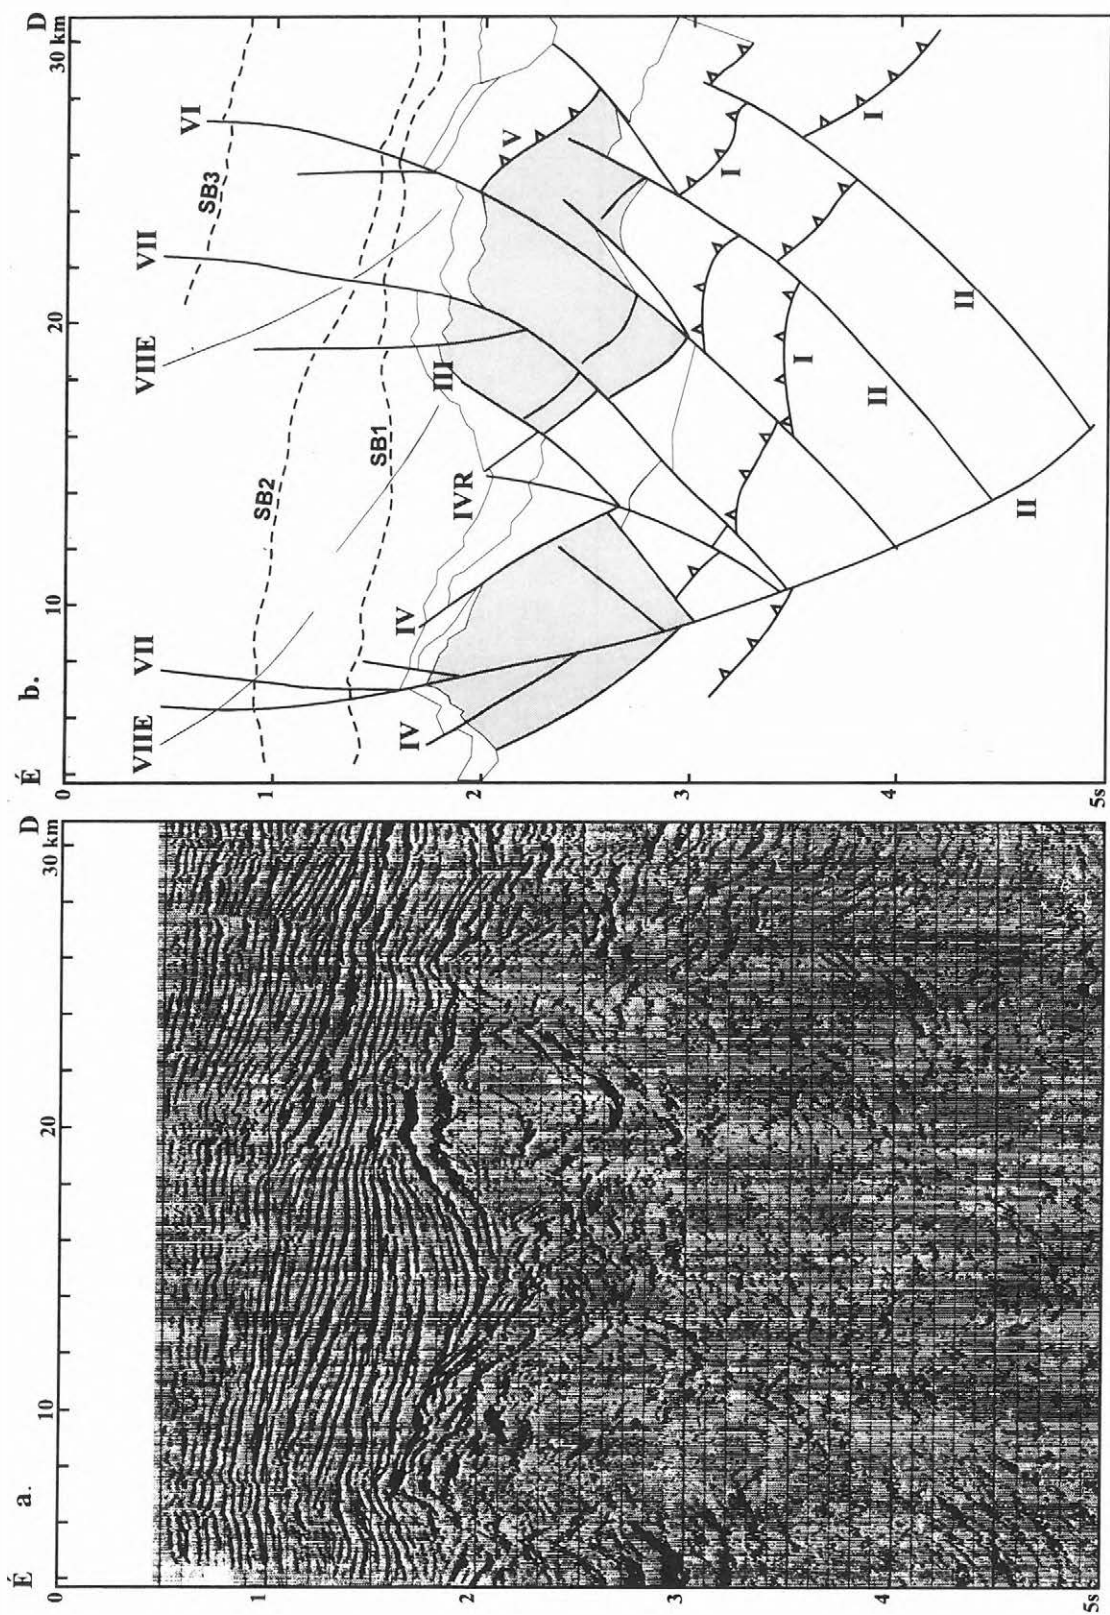 É a. 10 20 30 km D
0
1
2
3
4
5s
É b. 10 20 30 km D
0
1
2
3
4
5s
VIIE VII VIIE VII VI
SB3
SB2
SB1
IV IV IVR III V
I I I
II II II